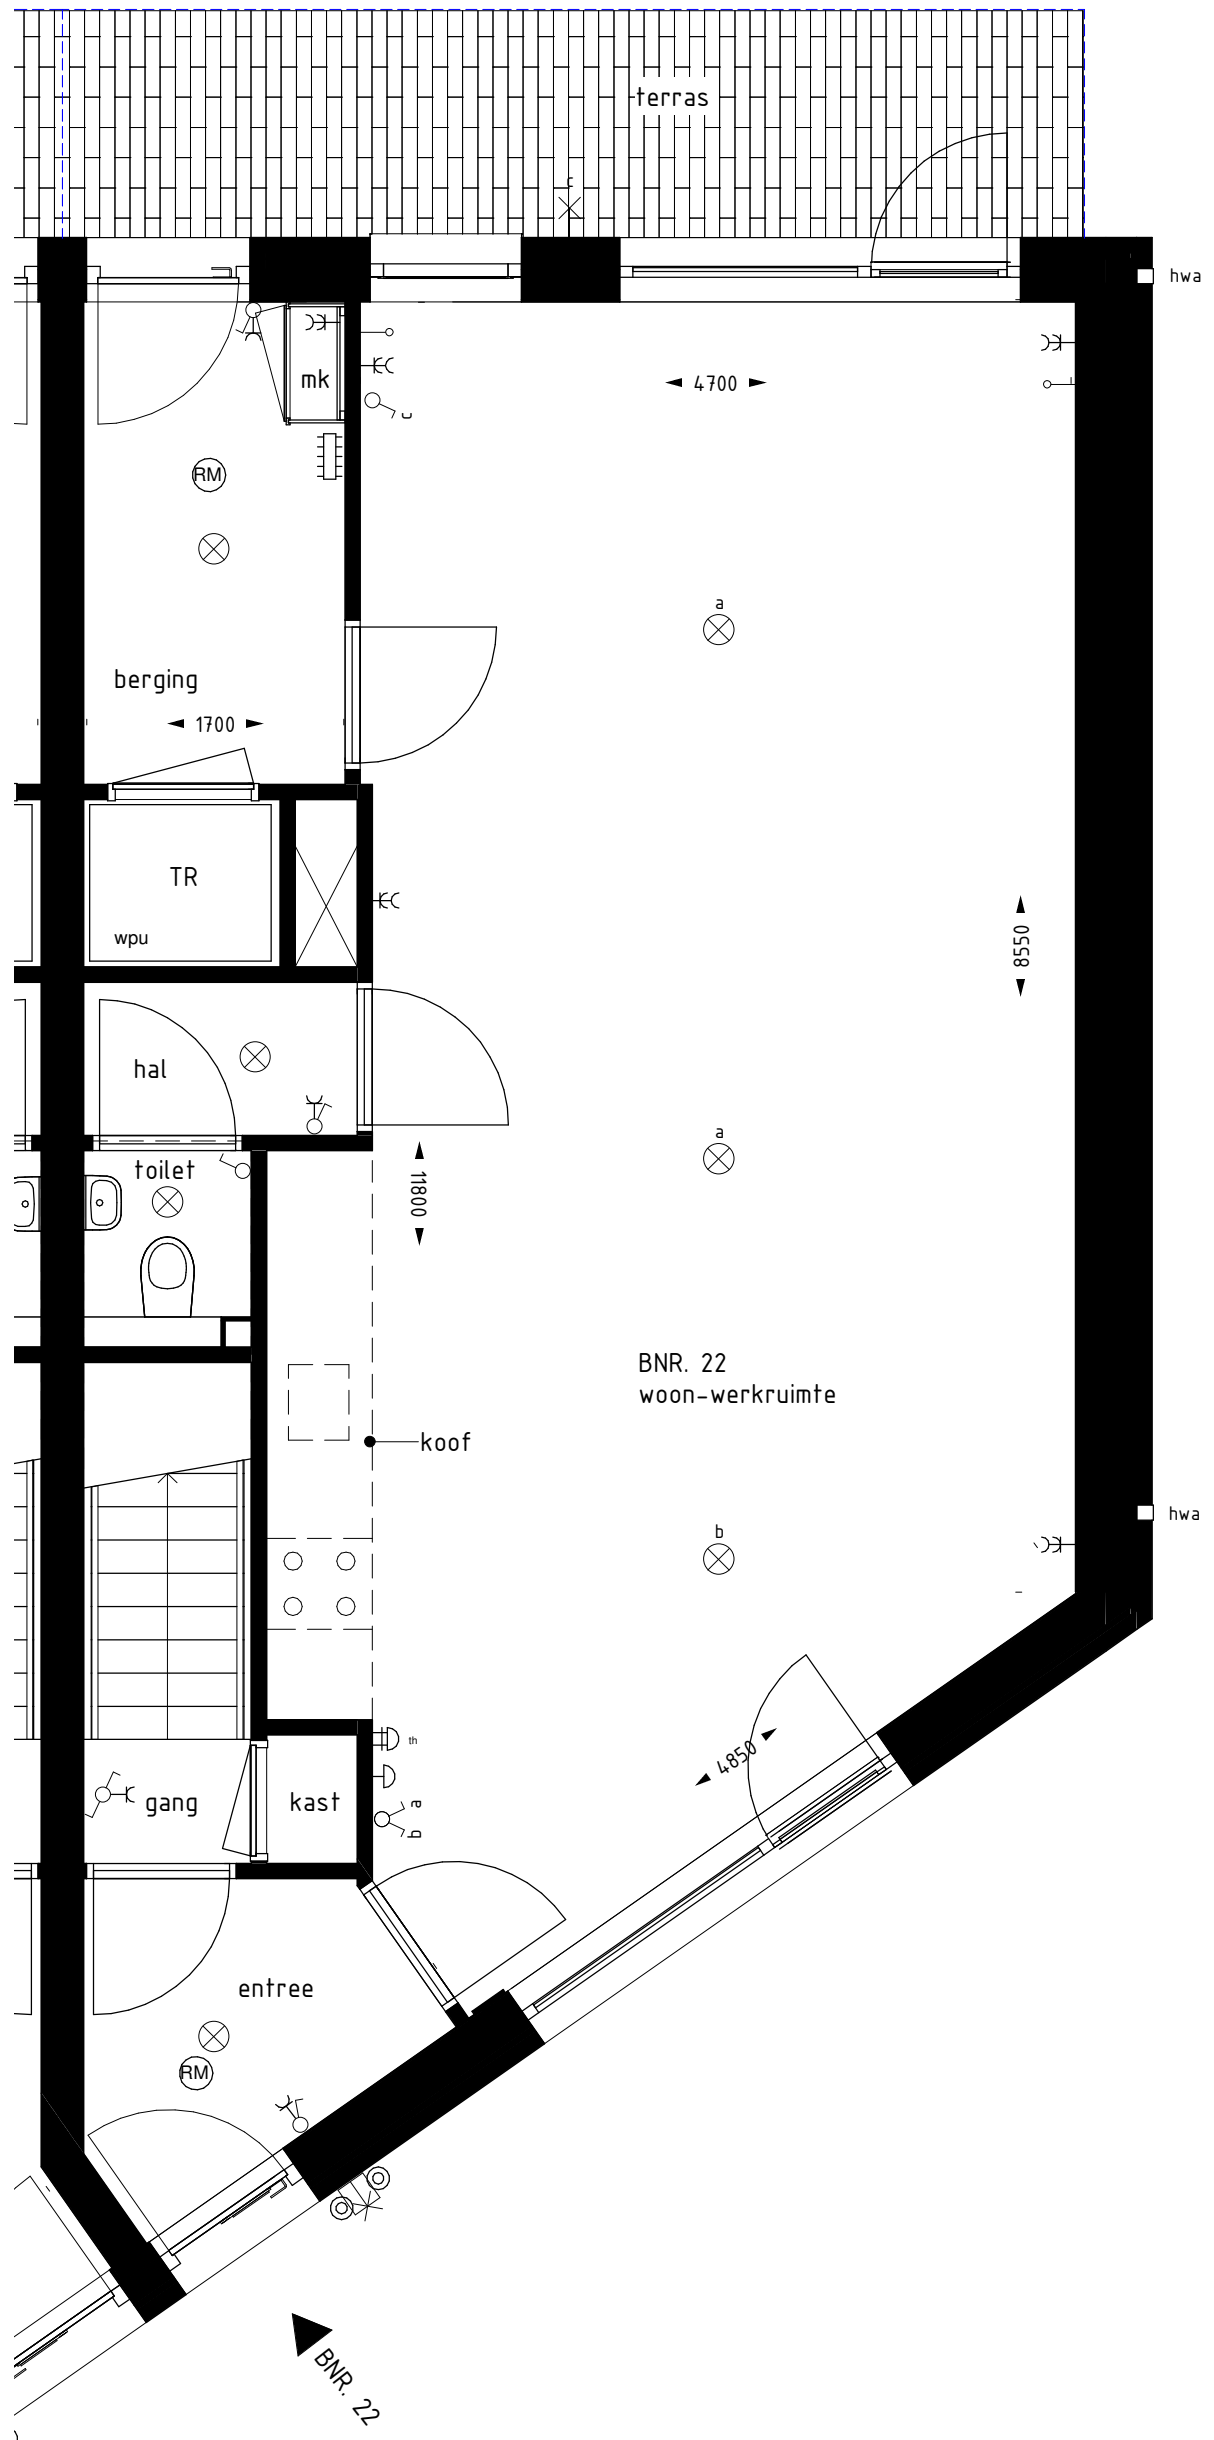 terras
c
hwa
mk
4700
c
RM
a
berging
1700
TR
wpu
8550
hal
a
toilet
11800
BNR. 22
woon-werkruimte
koof
hwa
b
th
4850
gang
kast
a
b
entree
RM
BNR. 22